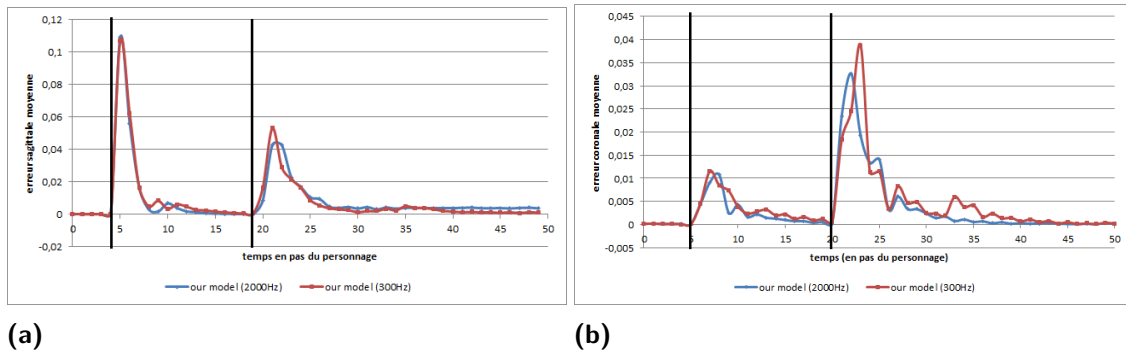 0,12
0,1
0,08
0,06
0,04
0,02
0
-0,02
erreur sagittale moyenne
0 5 10 15 20 25 30 35 40 45 50
temps en pas du personnage
our model (2000Hz) our model (300Hz)
(a)
0,045
0,04
0,035
0,03
0,025
0,02
0,015
0,01
0,005
0
-0,005
erreur coronale moyenne
0 5 10 15 20 25 30 35 40 45 50
temps (en pas du personnage)
our model (2000Hz) our model (300Hz)
(b)